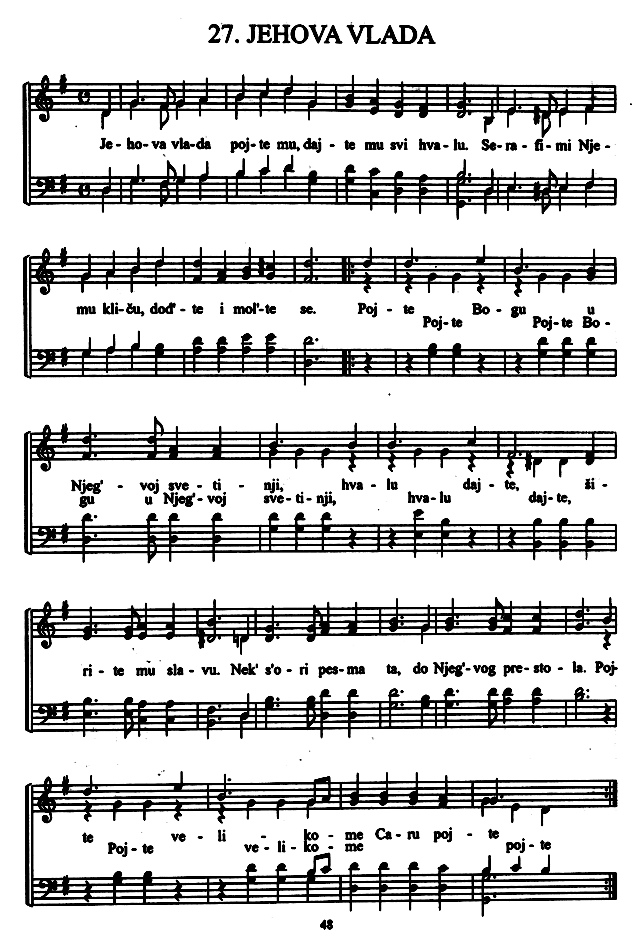 27. JEHOVA VLADA
Je - ho - va vla - da poj - te mu, daj - te mu svi hva - lu. Se - ra - fi - mi Nje -
mu kli - ču, dođ' - te i mol' - te se. Poj - te Bo - gu u
Poj - te Poj - te Bo -
Njeg' - voj sve - ti - nji, hva - lu daj - te, ši -
gu u Njeg' - voj sve - ti - nji, hva - lu daj - te,
ri - te mu sla - vu. Nek' s'o - ri pes - ma ta, do Njeg' - vog pre - sto - la. Poj -
te ve - li - ko - me Ca - ru poj - te
Poj - te ve - li - ko - me poj - te
48